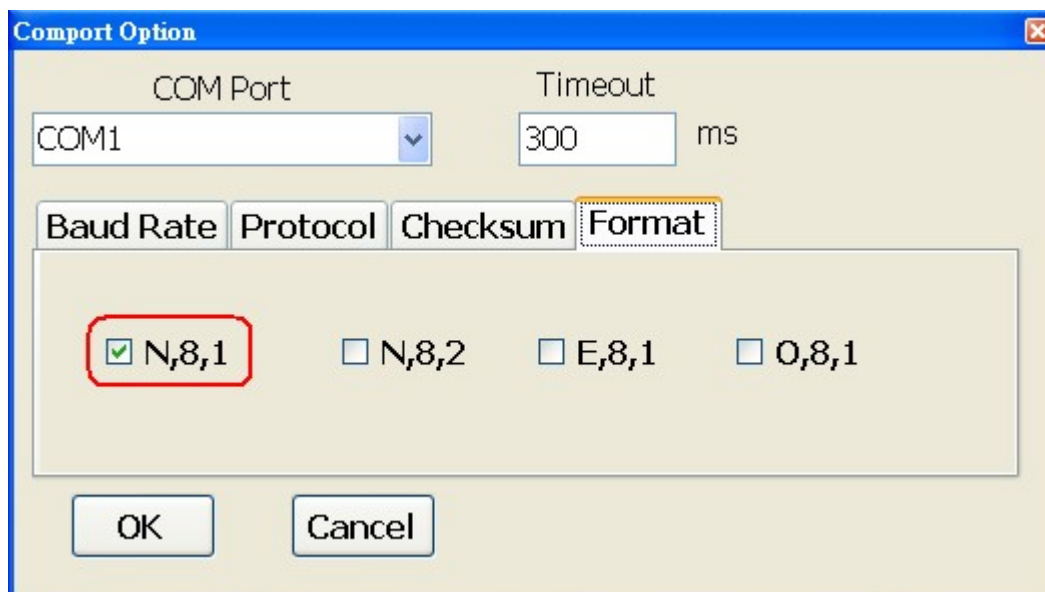 Comport Option
COM Port Timeout
COM1 300 ms
Baud Rate Protocol Checksum Format
N,8,1 N,8,2 E,8,1 O,8,1
OK Cancel